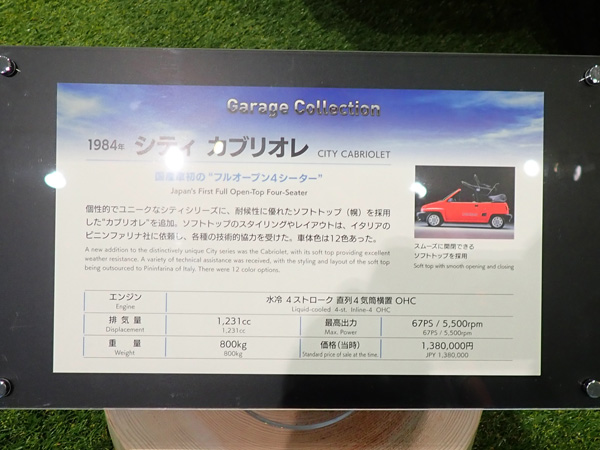 Garage Collection
1984年 シティ カブリオレ CITY CABRIOLET
の“フルオープン4シーター”
Japan's First Full Open-Top Four-Seater
個性的でユニークなシティシリーズに、耐候性に優れたソフトトップ（幌）を採用
した“カブリオレ”を追加。ソフトトップのスタイリングやレイアウトは、イタリアの
ピニンファリナ社に依頼し、各種の技術的協力を受けた。車体色は12色あった。
A new addition to the distinctively unique City series was the Cabriolet, with its soft top providing excellent
weather resistance. A variety of technical assistance was received, with the styling and layout of the soft top
being outsourced to Pininfarina of Italy. There were 12 color options.
スムーズに開閉できる
ソフトトップを採用
Soft top with smooth opening and closing
エンジン 水冷 4ストローク 直列4気筒横置 OHC
Engine Liquid-cooled 4-st. Inline-4 OHC
排気量 1,231cc 最高出力 67PS / 5,500rpm
Displacement 1,231cc Max. Power 67PS / 5,500rpm
重量 800kg 価格（当時） 1,380,000円
Weight 800kg Standard price of sale at the time. JPY 1,380,000